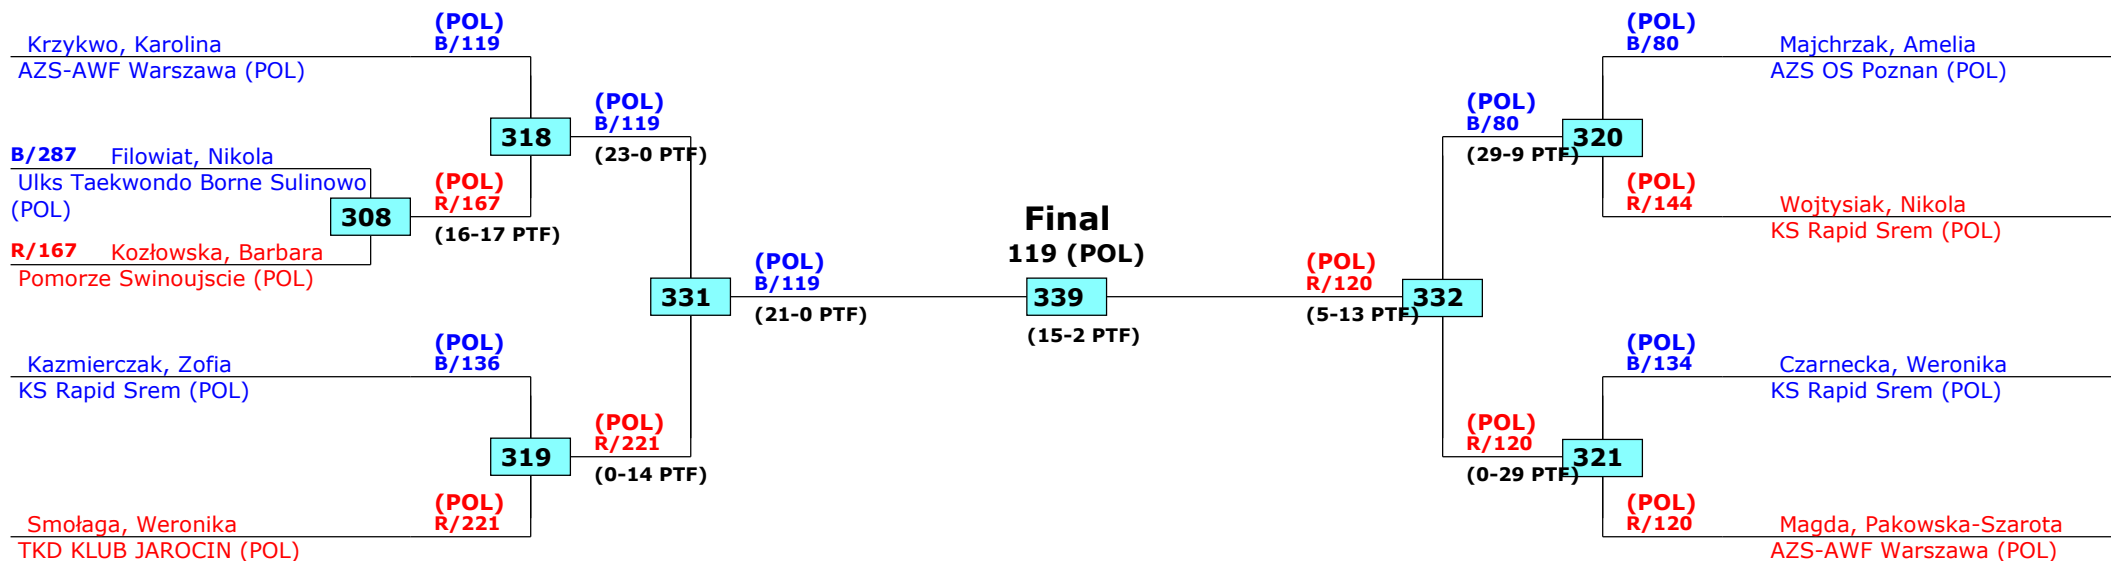 (POL)
B/119
Krzykwo, Karolina
AZS-AWF Warszawa (POL)
B/287 Filowiat, Nikola
Ulks Taekwondo Borne Sulinowo
(POL)
308
R/167 Kozłowska, Barbara
Pomorze Swinoujscie (POL)
(POL)
R/167
(16-17 PTF)
318
(POL)
B/119
(23-0 PTF)
Kazmierczak, Zofia
KS Rapid Srem (POL)
(POL)
B/136
319
(POL)
R/221
(0-14 PTF)
Smołaga, Weronika
TKD KLUB JAROCIN (POL)
(POL)
R/221
331
(POL)
B/119
(21-0 PTF)
Final
119 (POL)
339
(15-2 PTF)
(POL)
R/120
(5-13 PTF)
332
(POL)
B/80
(29-9 PTF)
320
(POL)
B/80
Majchrzak, Amelia
AZS OS Poznan (POL)
(POL)
R/144
Wojtysiak, Nikola
KS Rapid Srem (POL)
(POL)
R/120
(0-29 PTF)
321
(POL)
B/134
Czarnecka, Weronika
KS Rapid Srem (POL)
(POL)
R/120
Magda, Pakowska-Szarota
AZS-AWF Warszawa (POL)